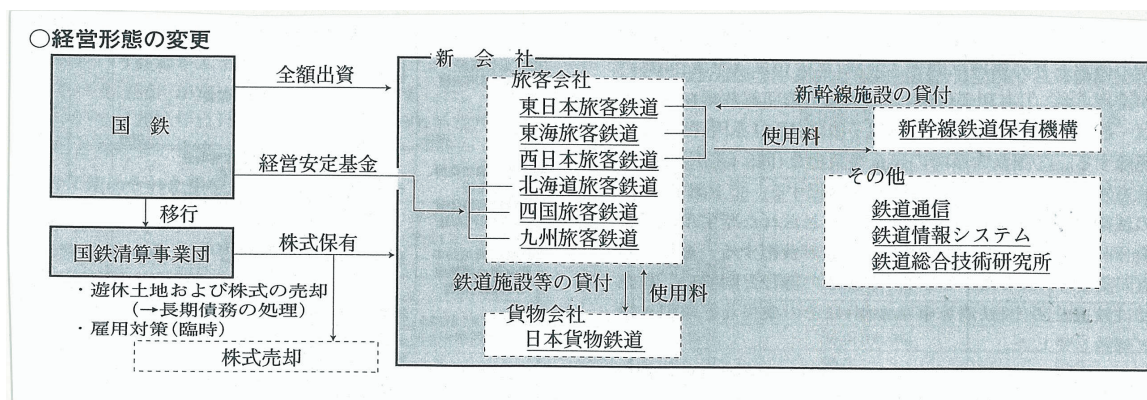 ○経営形態の変更
国鉄
全額出資
経営安定基金
移行
国鉄清算事業団
株式保有
・遊休土地および株式の売却
(→長期債務の処理)
・雇用対策(臨時)
株式売却
新会社
旅客会社
東日本旅客鉄道
東海旅客鉄道
西日本旅客鉄道
北海道旅客鉄道
四国旅客鉄道
九州旅客鉄道
新幹線施設の貸付
使用料
新幹線鉄道保有機構
その他
鉄道通信
鉄道情報システム
鉄道総合技術研究所
鉄道施設等の貸付
使用料
貨物会社
日本貨物鉄道